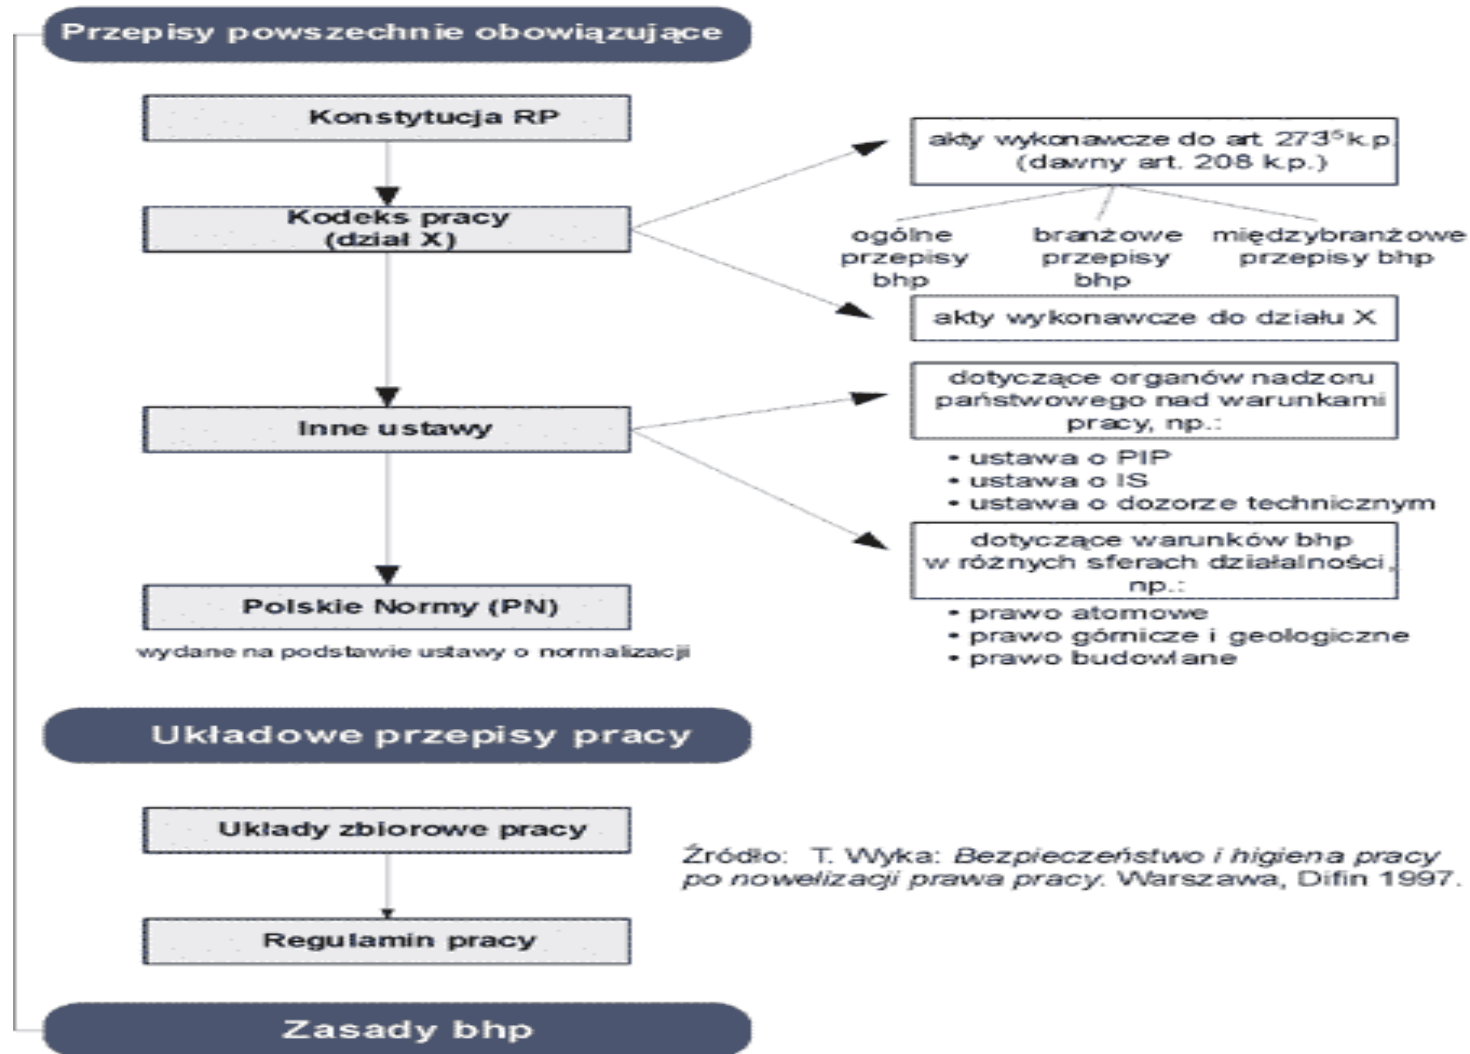 Przepisy powszechnie obowiązujące
Konstytucja RP
Kodeks pracy
(dział X)
akty wykonawcze do art. 273⁵ k.p.
(dawny art. 208 k.p.)
ogólne
przepisy
bhp
branżowe
przepisy
bhp
międzybranżowe
przepisy bhp
akty wykonawcze do działu X
Inne ustawy
dotyczące organów nadzoru
państwowego nad warunkami
pracy, np.:
• ustawa o PIP
• ustawa o IS
• ustawa o dozorze technicznym
dotyczące warunków bhp
w różnych sferach działalności,
np.:
• prawo atomowe
• prawo górnicze i geologiczne
• prawo budowlane
Polskie Normy (PN)
wydane na podstawie ustawy o normalizacji
Układowe przepisy pracy
Układy zbiorowe pracy
Regulamin pracy
Źródło: T. Wyka: Bezpieczeństwo i higiena pracy
po nowelizacji prawa pracy. Warszawa, Difin 1997.
Zasady bhp